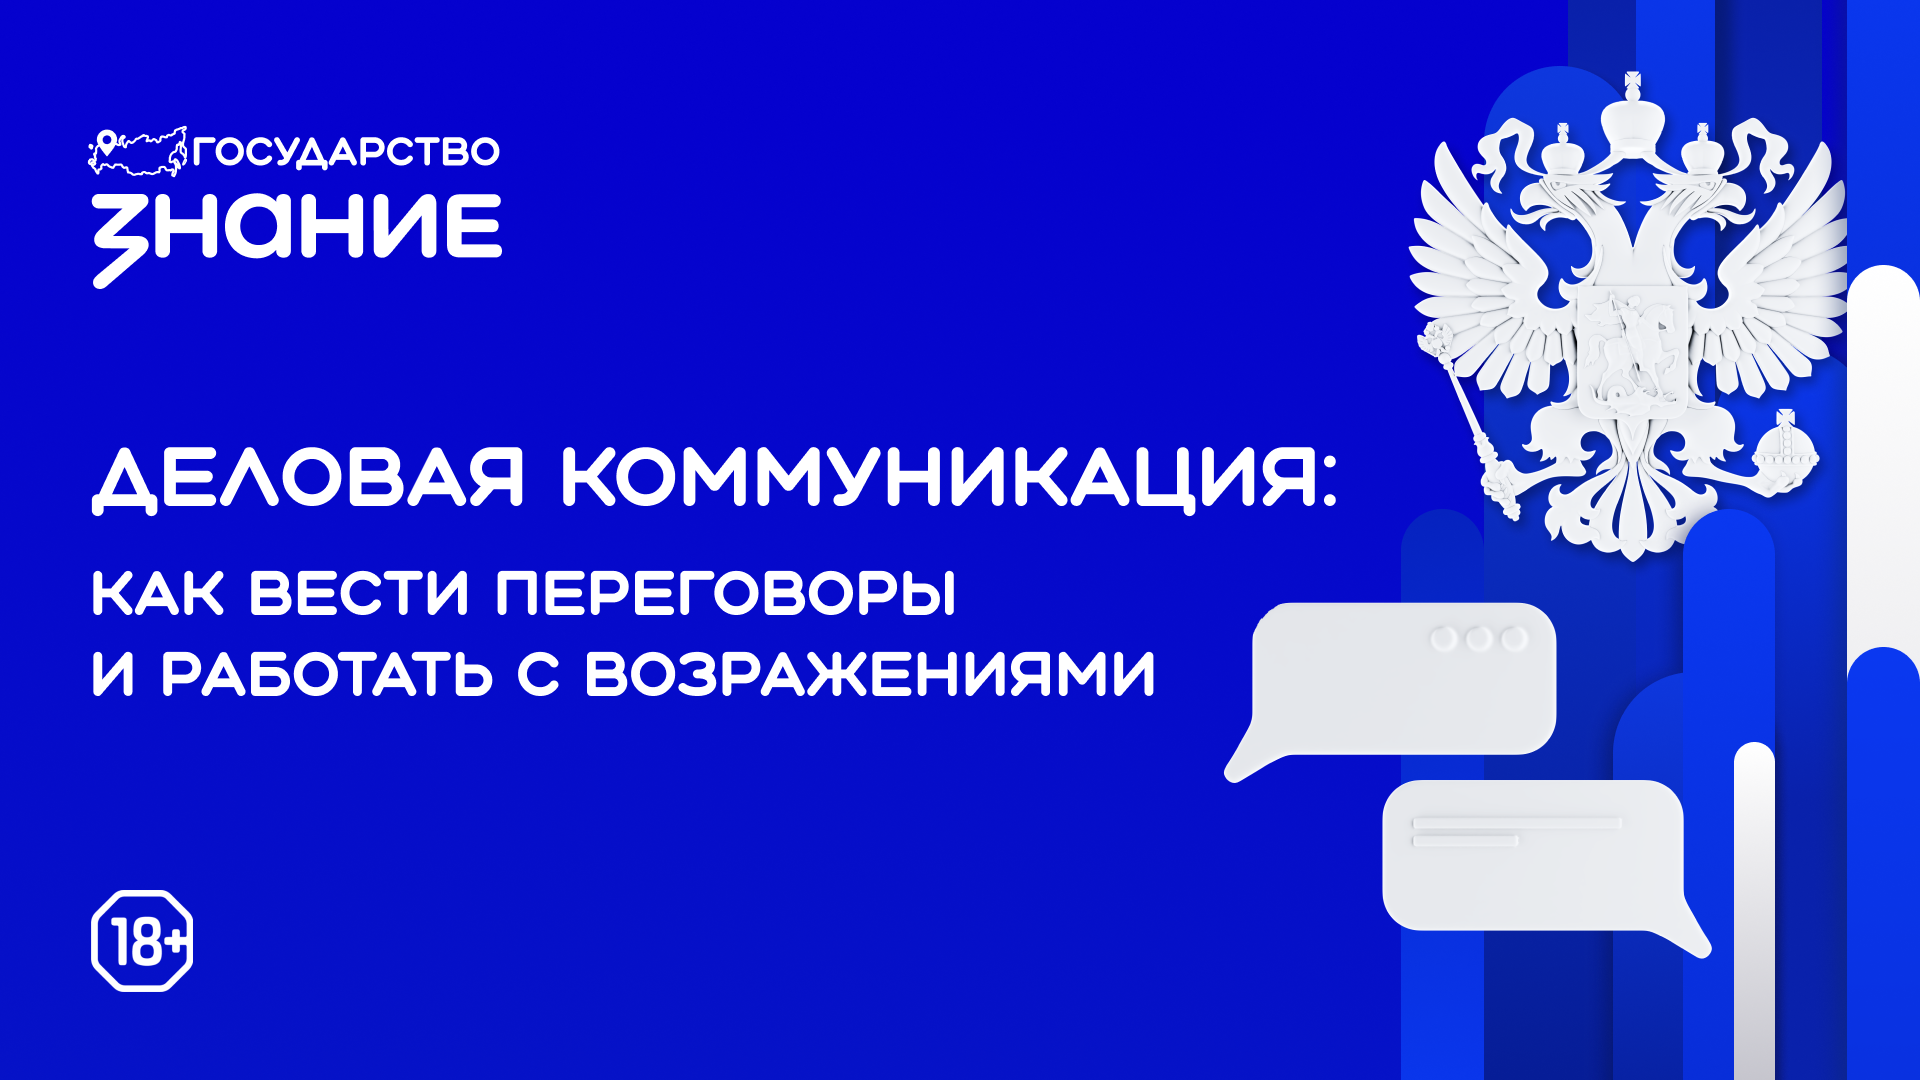 ГОСУДАРСТВО
ЗНАНИЕ
ДЕЛОВАЯ КОММУНИКАЦИЯ:
КАК ВЕСТИ ПЕРЕГОВОРЫ
И РАБОТАТЬ С ВОЗРАЖЕНИЯМИ
18+